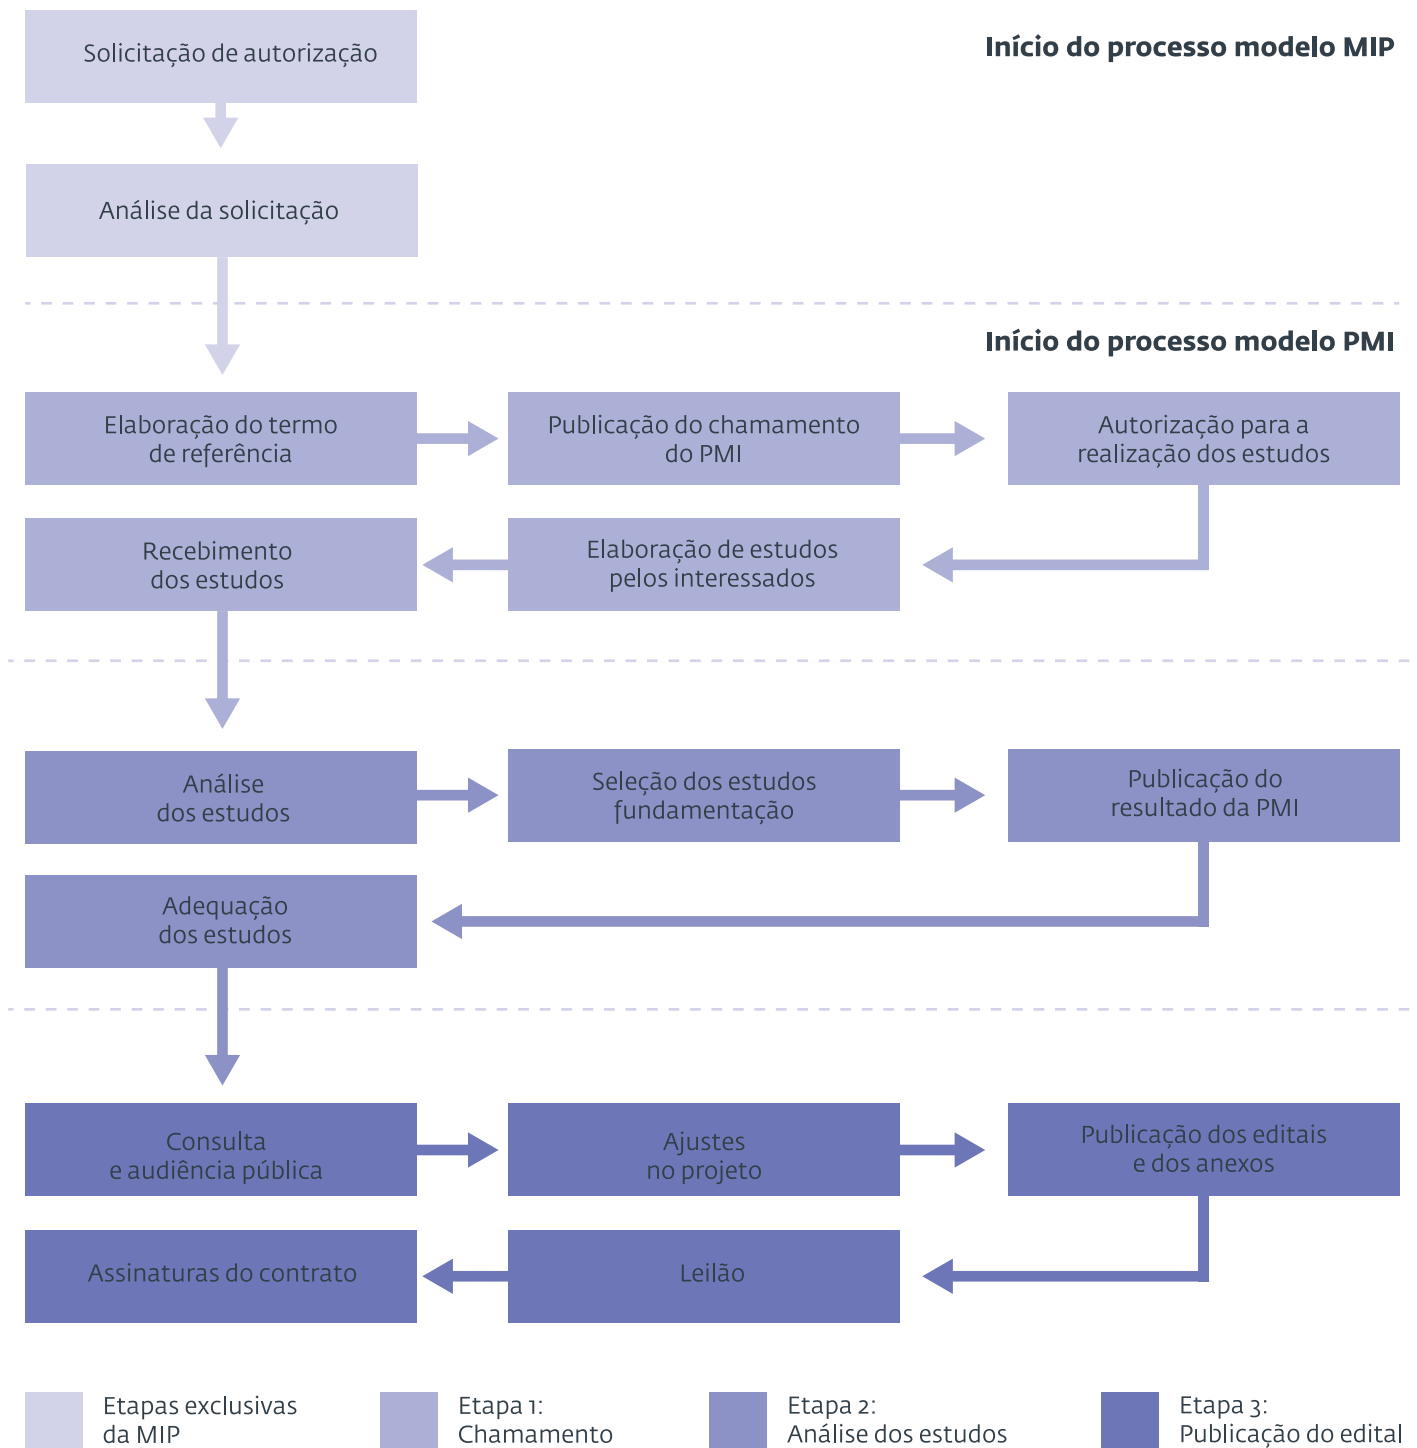 Solicitação de autorização
Início do processo modelo MIP
Análise da solicitação
Início do processo modelo PMI
Elaboração do termo
de referência
Publicação do chamamento
do PMI
Autorização para a
realização dos estudos
Recebimento
dos estudos
Elaboração de estudos
pelos interessados
Análise
dos estudos
Seleção dos estudos
fundamentação
Publicação do
resultado da PMI
Adequação
dos estudos
Consulta
e audiência pública
Ajustes
no projeto
Publicação dos editais
e dos anexos
Assinaturas do contrato
Leilão
Etapas exclusivas
da MIP
Etapa 1:
Chamamento
Etapa 2:
Análise dos estudos
Etapa 3:
Publicação do edital